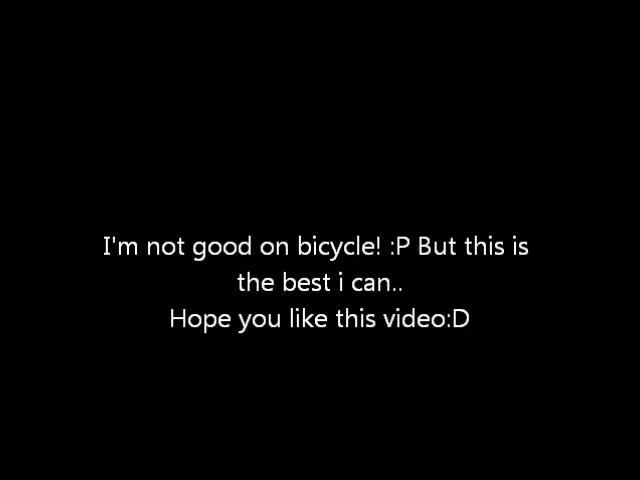 I'm not good on bicycle! :P But this is
the best i can..
Hope you like this video:D